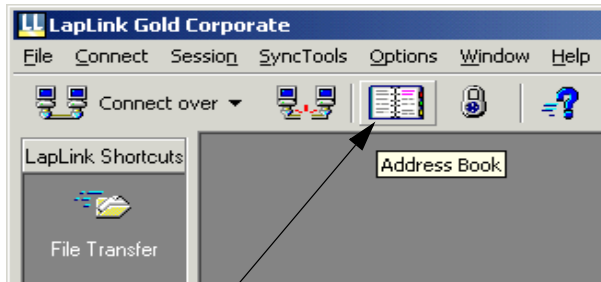 LapLink Gold Corporate
File Connect Session SyncTools Options Window Help
Connect over
LapLink Shortcuts
Address Book
File Transfer